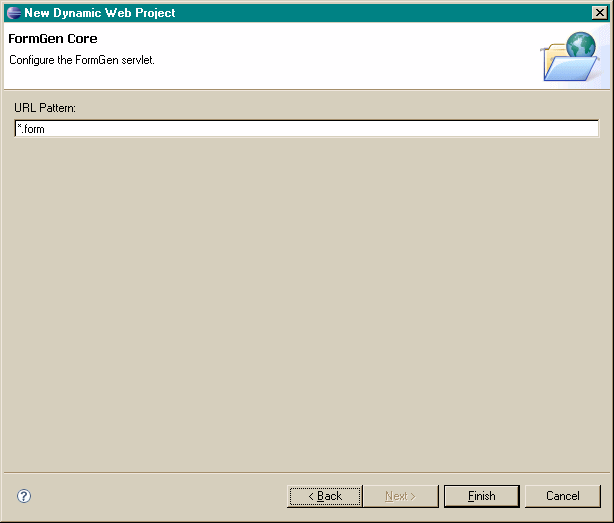 New Dynamic Web Project
FormGen Core
Configure the FormGen servlet.
URL Pattern:
*.form
?
< Back
Next >
Finish
Cancel